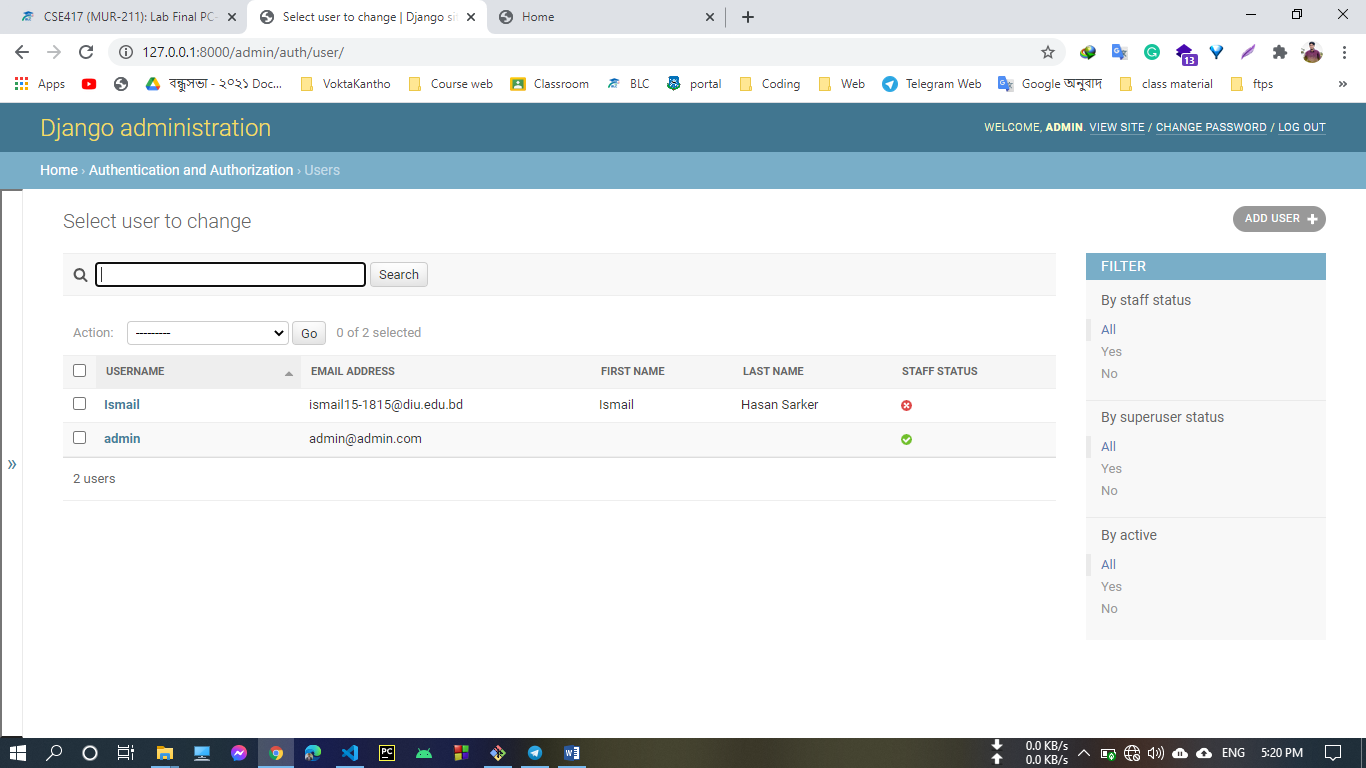 CSE417 (MUR-211): Lab Final PC-
Select user to change | Django si
Home
127.0.0.1:8000/admin/auth/user/
13
Apps
বন্ধুসভা - ২০২১ Doc...
VoktaKantho
Course web
Classroom
BLC
portal
Coding
Web
Telegram Web
Google অনুবাদ
class material
ftps
»
Django administration
WELCOME, ADMIN. VIEW SITE / CHANGE PASSWORD / LOG OUT
Home › Authentication and Authorization › Users
Select user to change
ADD USER +
Search
Action: --------- Go 0 of 2 selected
USERNAME EMAIL ADDRESS FIRST NAME LAST NAME STAFF STATUS
Ismail ismail15-1815@diu.edu.bd Ismail Hasan Sarker
admin admin@admin.com
2 users
»
FILTER
By staff status
All
Yes
No
By superuser status
All
Yes
No
By active
All
Yes
No
PC
W
0.0 KB/s
0.0 KB/s
ENG
5:20 PM